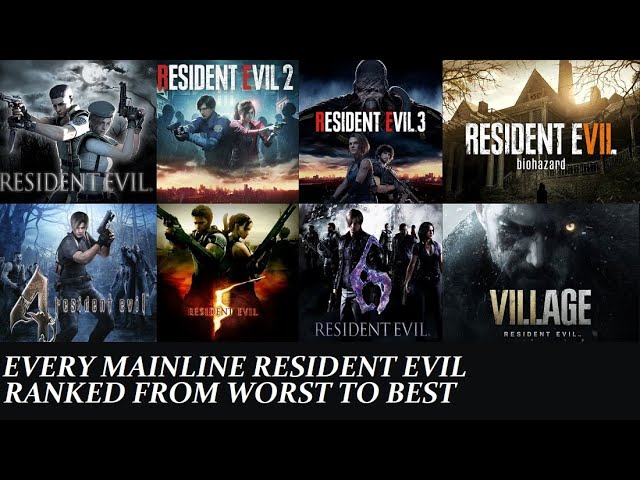 RESIDENT EVIL
RESIDENT EVIL 2
RESIDENT EVIL 3
RESIDENT EVIL
biohazard
4 resident evil
5
RESIDENT EVIL
6
RESIDENT EVIL
VILLAGE
RESIDENT EVIL
EVERY MAINLINE RESIDENT EVIL
RANKED FROM WORST TO BEST